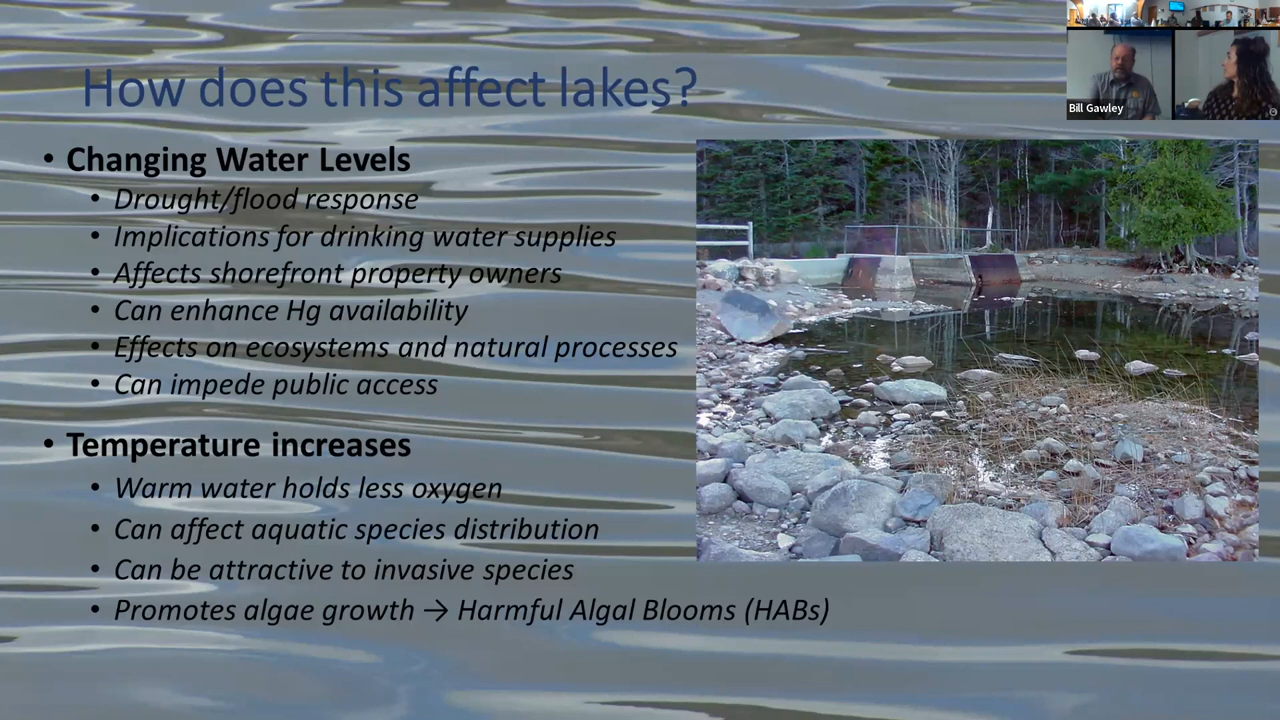 How does this affect lakes?
Bill Gawley
• Changing Water Levels
• Drought/flood response
• Implications for drinking water supplies
• Affects shorefront property owners
• Can enhance Hg availability
• Effects on ecosystems and natural processes
• Can impede public access
• Temperature increases
• Warm water holds less oxygen
• Can affect aquatic species distribution
• Can be attractive to invasive species
• Promotes algae growth → Harmful Algal Blooms (HABs)